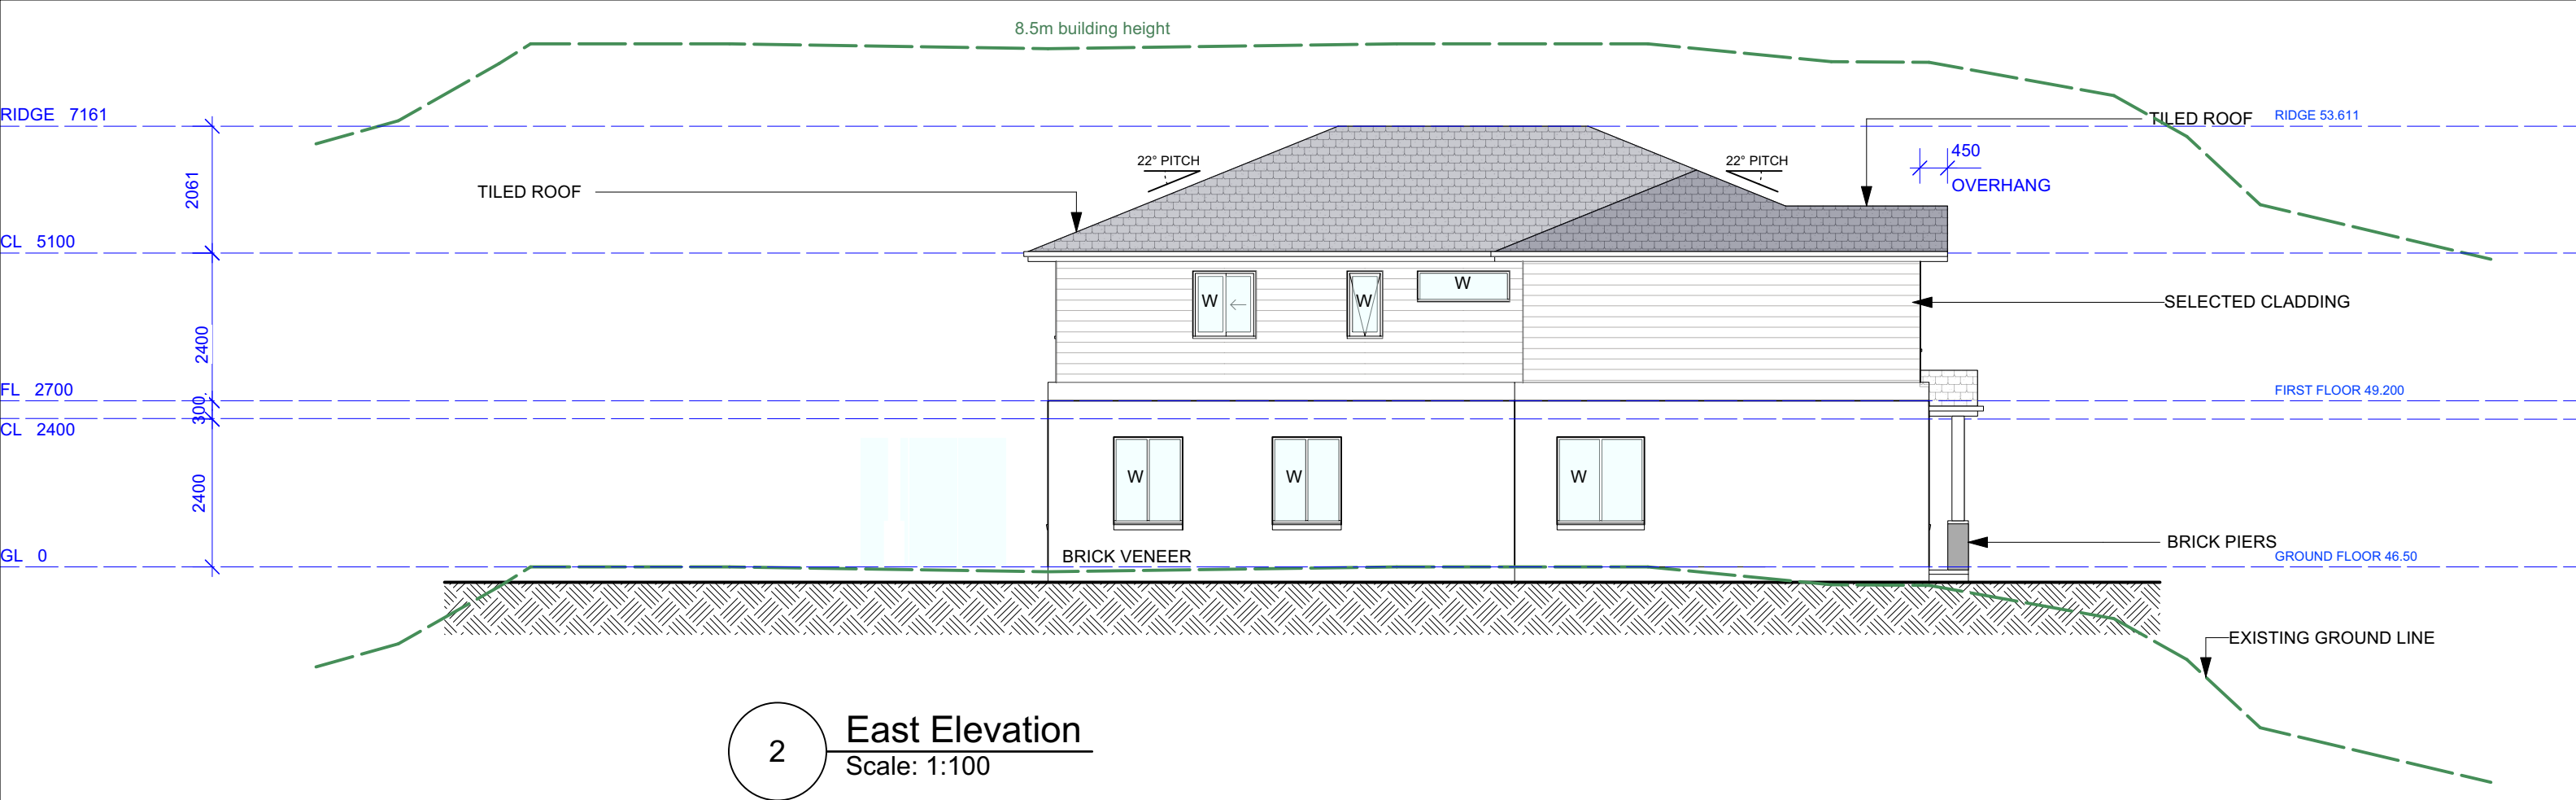 8.5m building height
RIDGE 7161
TILED ROOF
RIDGE 53.611
2061
22° PITCH
22° PITCH
450
OVERHANG
TILED ROOF
CL 5100
W
W
W
SELECTED CLADDING
2400
FL 2700
FIRST FLOOR 49.200
300
CL 2400
2400
W
W
W
BRICK PIERS
GL 0
BRICK VENEER
GROUND FLOOR 46.50
EXISTING GROUND LINE
2
East Elevation
Scale: 1:100